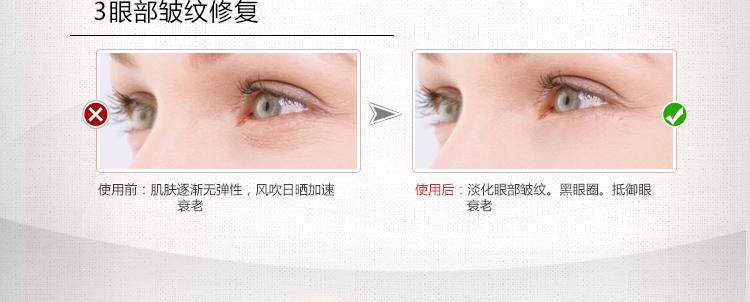 3眼部皱纹修复
使用前：肌肤逐渐无弹性，风吹日晒加速
衰老
使用后：淡化眼部皱纹。黑眼圈。抵御眼
衰老